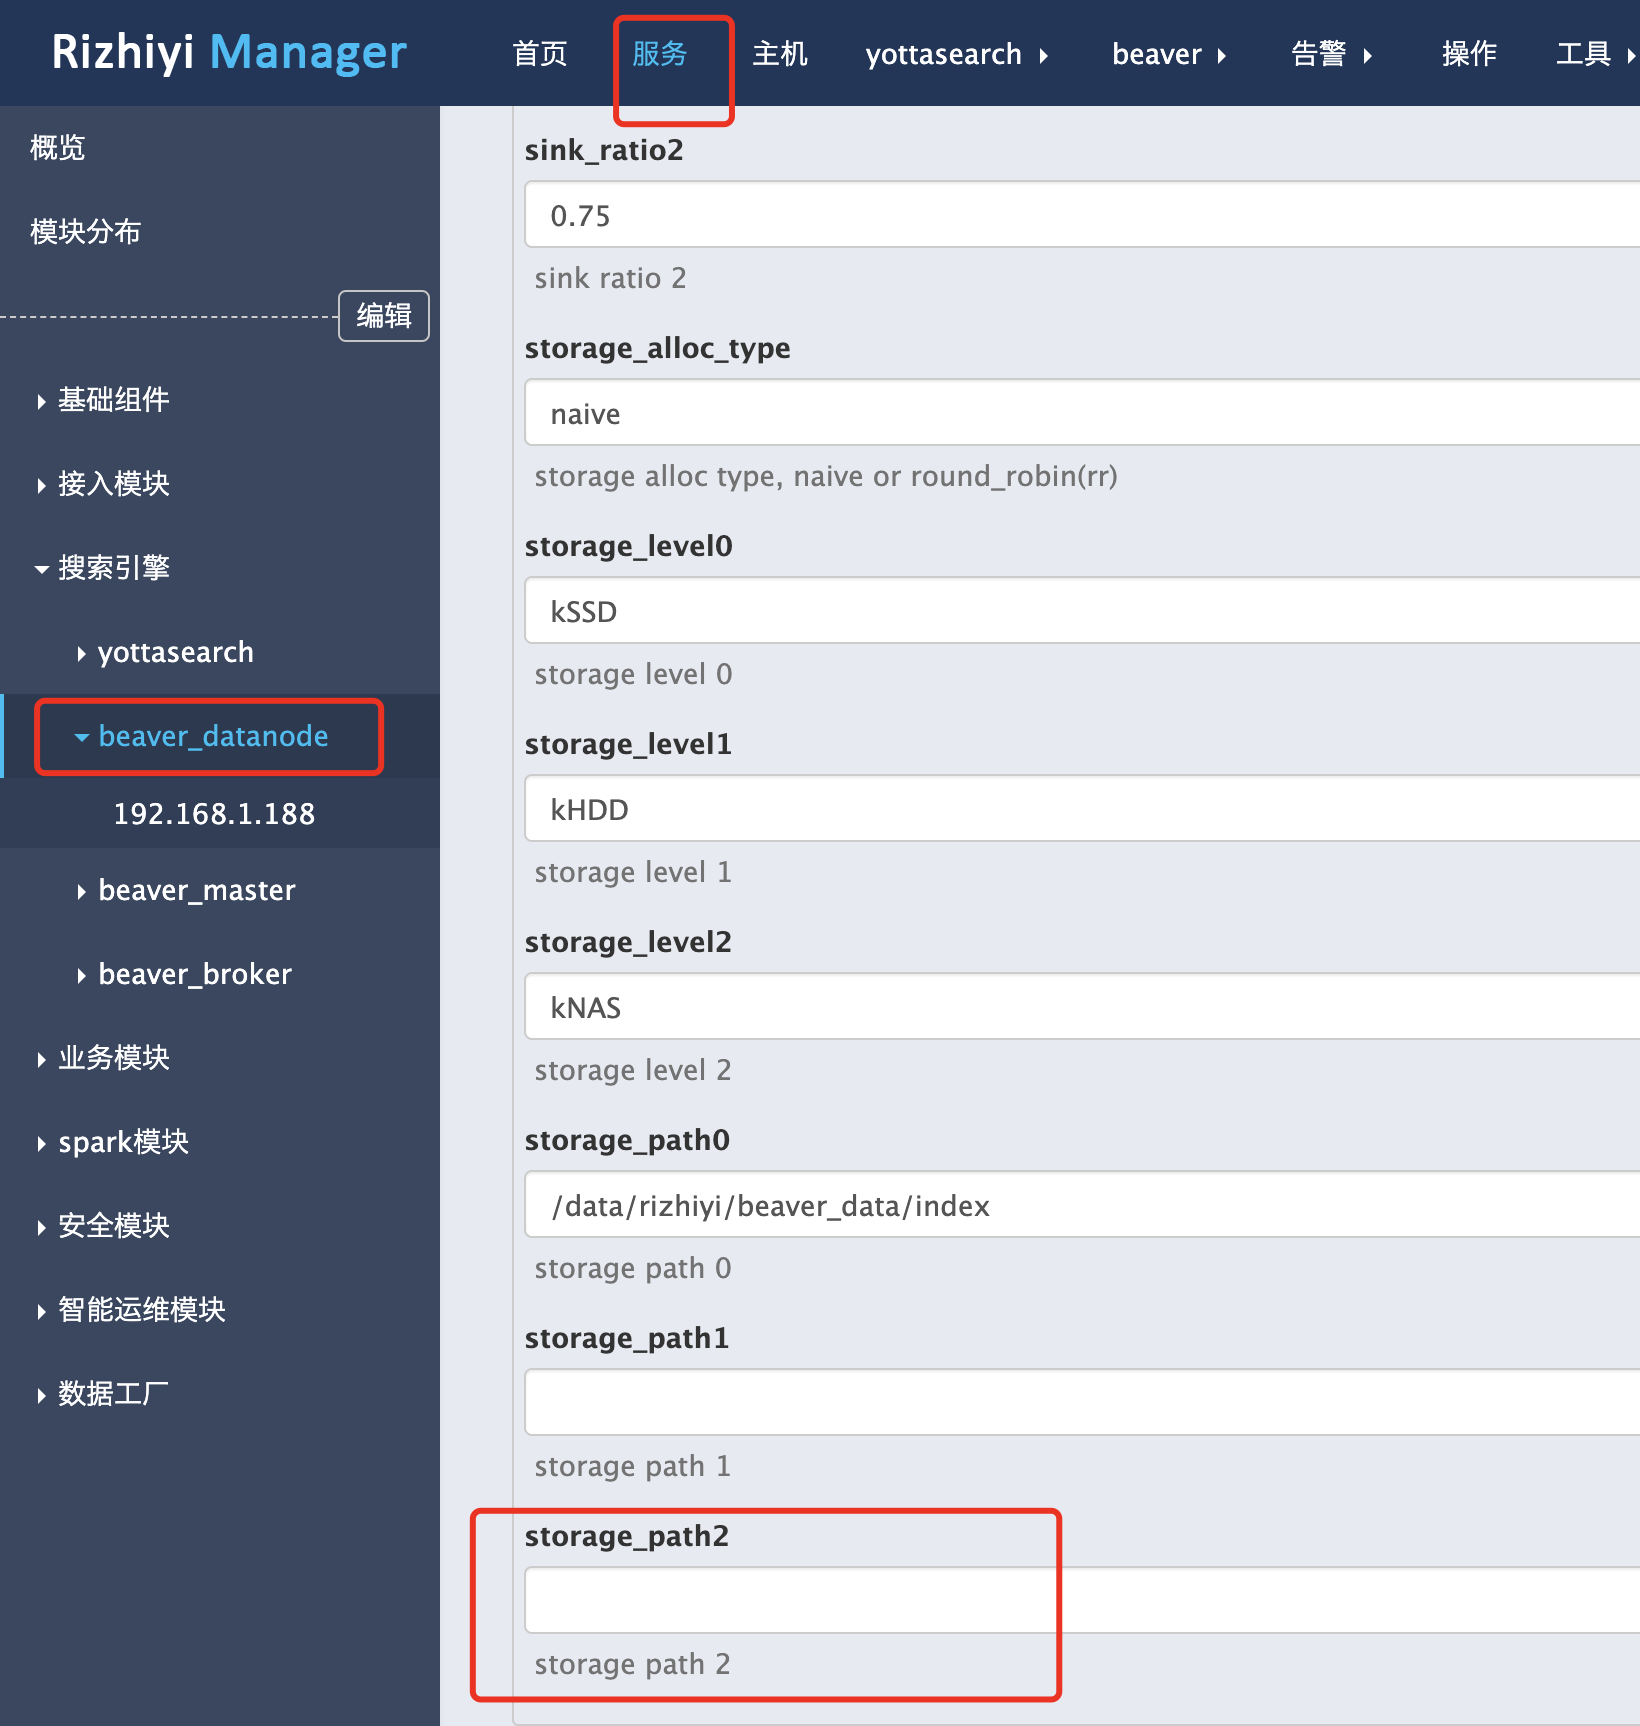 Rizhiyi Manager 首页 服务 主机 yottasearch beaver 告警 操作 工具
概览
模块分布
编辑
基础组件
接入模块
搜索引擎
yottasearch
beaver_datanode
192.168.1.188
beaver_master
beaver_broker
业务模块
spark模块
安全模块
智能运维模块
数据工厂
sink_ratio2
0.75
sink ratio 2
storage_alloc_type
naive
storage alloc type, naive or round_robin(rr)
storage_level0
kSSD
storage level 0
storage_level1
kHDD
storage level 1
storage_level2
kNAS
storage level 2
storage_path0
/data/rizhiyi/beaver_data/index
storage path 0
storage_path1
storage path 1
storage_path2
storage path 2